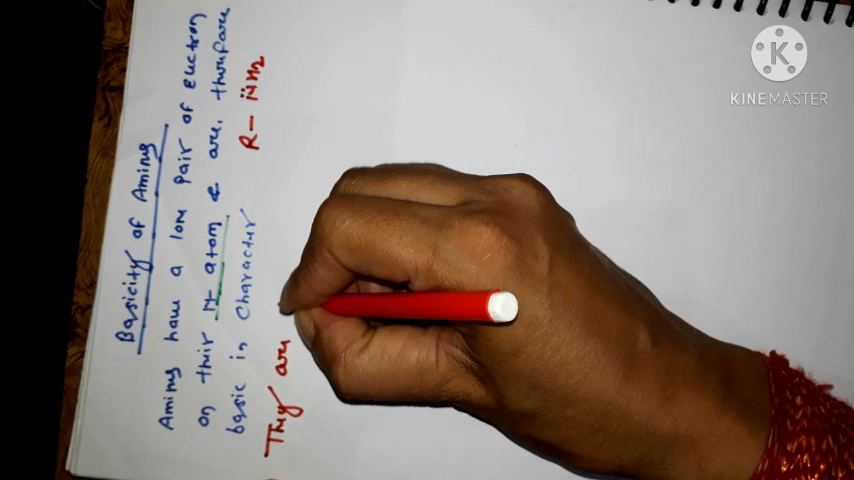 Basicity of Amines
Amines have a lone pair of Electron
on their N-atom & are, therefore
basic in character R-N̈H2
They are
K
KINEMASTER